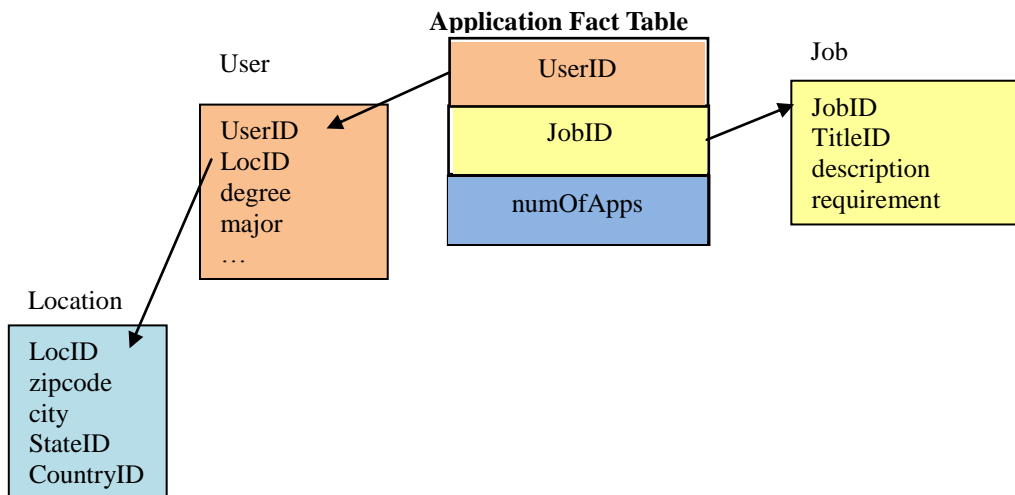 Application Fact Table
UserID
JobID
numOfApps
User
UserID
LocID
degree
major
…
Job
JobID
TitleID
description
requirement
Location
LocID
zipcode
city
StateID
CountryID